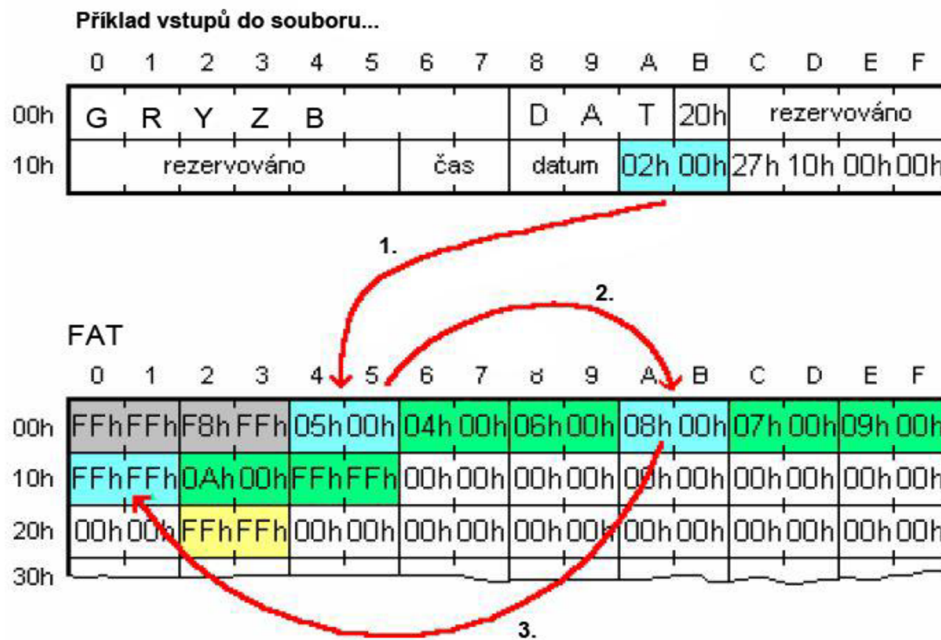 Příklad vstupů do souboru...
0 1 2 3 4 5 6 7 8 9 A B C D E F
00h G R Y Z B D A T 20h rezervováno
10h rezervováno čas datum 02h 00h 27h 10h 00h 00h
1.
2.
FAT
0 1 2 3 4 5 6 7 8 9 A B C D E F
00h FFh FFh F8h FFh 05h 00h 04h 00h 06h 00h 08h 00h 07h 00h 09h 00h
10h FFh FFh 0Ah 00h FFh FFh 00h 00h 00h 00h 00h 00h 00h 00h 00h 00h
20h 00h 00h FFh FFh 00h 00h 00h 00h 00h 00h 00h 00h 00h 00h 00h 00h
30h
3.